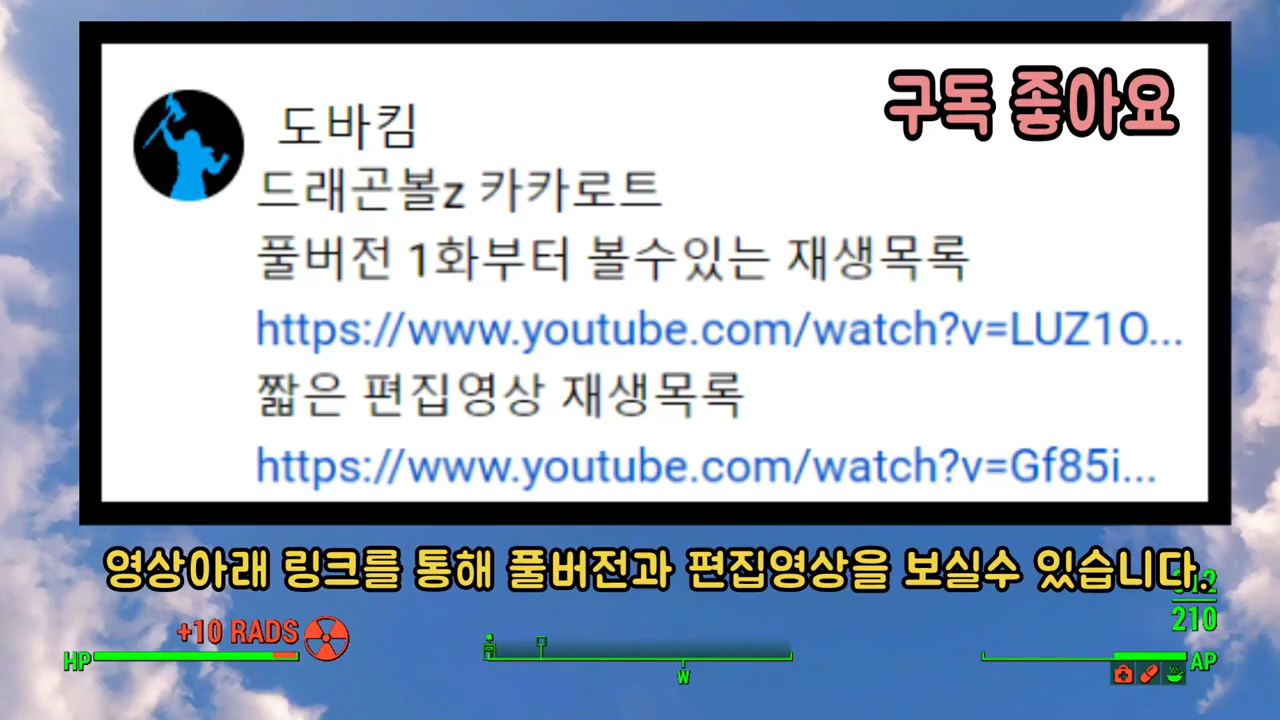 구독 좋아요
도바킴
드래곤볼z 카카로트
풀버전 1화부터 볼수있는 재생목록
https://www.youtube.com/watch?v=LUZ1O...
짧은 편집영상 재생목록
https://www.youtube.com/watch?v=Gf85i...
영상아래 링크를 통해 풀버전과 편집영상을 보실수 있습니다.
210
+10 RADS
HP
W
AP